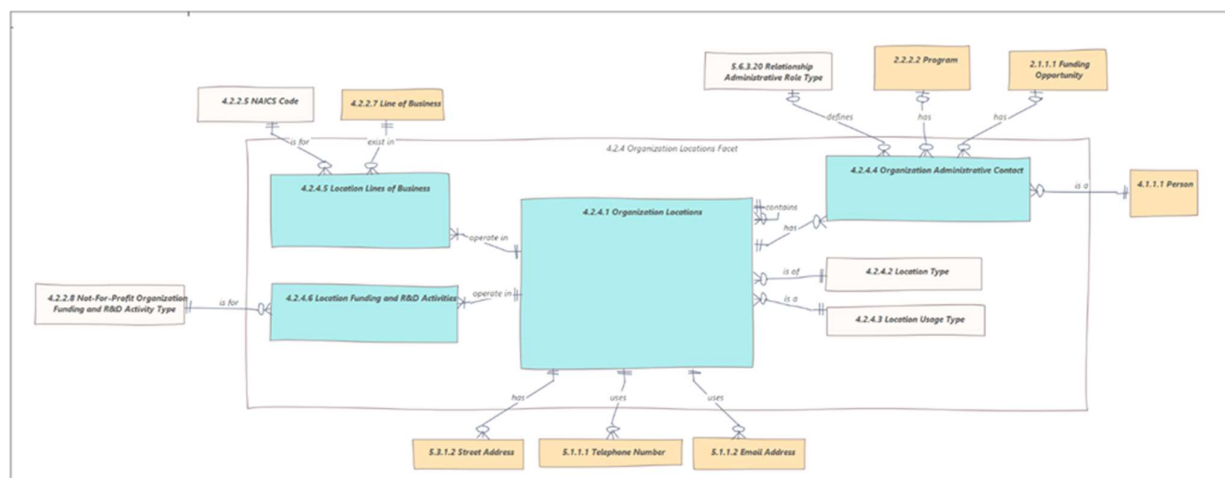 5.6.3.20 Relationship
Administrative Role Type
2.2.2.2 Program
2.1.1.1 Funding
Opportunity
4.2.2.5 NAICS Code
4.2.2.7 Line of Business
defines
has
has
is for
exist in
4.2.4 Organization Locations Facet
4.2.4.4 Organization Administrative Contact
4.2.4.5 Location Lines of Business
is a
4.1.1.1 Person
4.2.4.1 Organization Locations
contains
has
operate in
is of
4.2.4.2 Location Type
4.2.2.8 Not-For-Profit Organization
Funding and R&D Activity Type
is for
4.2.4.6 Location Funding and R&D Activities
operate in
is a
4.2.4.3 Location Usage Type
has
uses
uses
5.3.1.2 Street Address
5.1.1.1 Telephone Number
5.1.1.2 Email Address